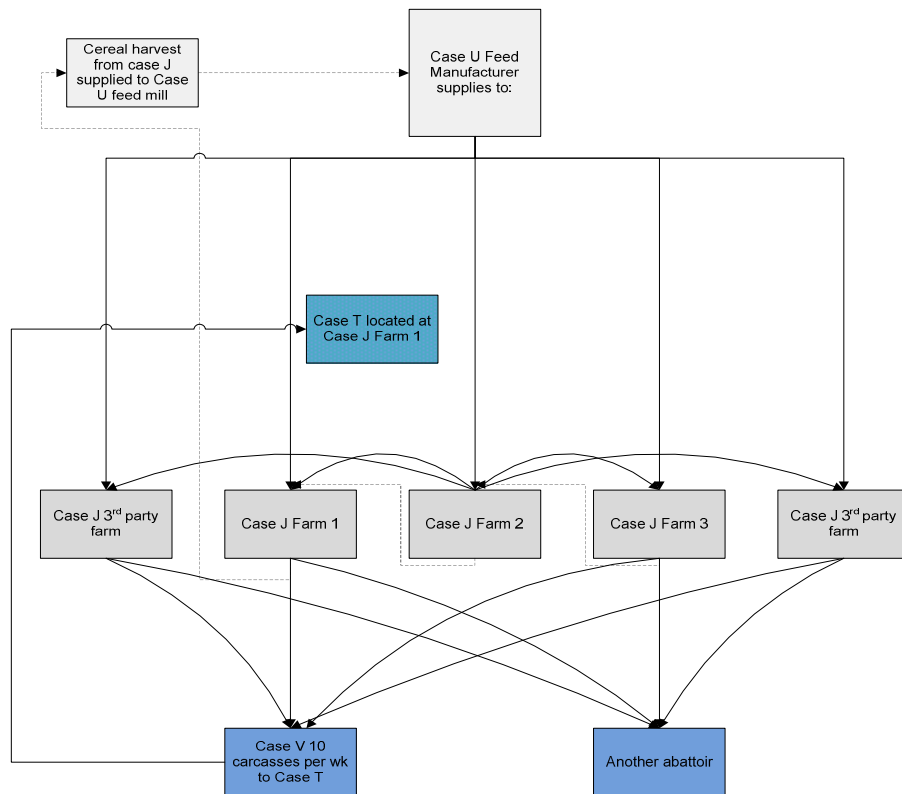 Cereal harvest
from case J
supplied to Case
U feed mill
Case U Feed
Manufacturer
supplies to:
Case T located at
Case J Farm 1
Case J 3rd party
farm
Case J Farm 1
Case J Farm 2
Case J Farm 3
Case J 3rd party
farm
Case V 10
carcasses per wk
to Case T
Another abattoir